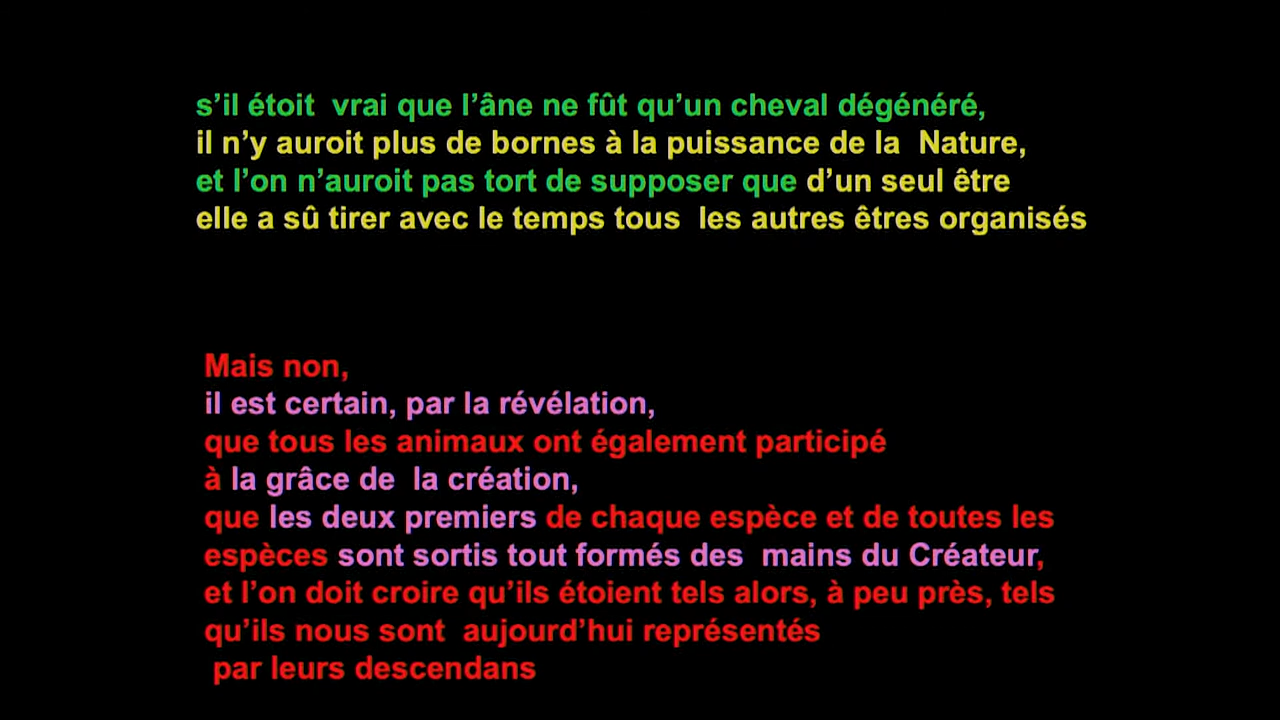 s’il étoit vrai que l’âne ne fût qu’un cheval dégénéré,
il n’y auroit plus de bornes à la puissance de la Nature,
et l’on n’auroit pas tort de supposer que d’un seul être
elle a sû tirer avec le temps tous les autres êtres organisés
Mais non,
il est certain, par la révélation,
que tous les animaux ont également participé
à la grâce de la création,
que les deux premiers de chaque espèce et de toutes les
espèces sont sortis tout formés des mains du Créateur,
et l’on doit croire qu’ils étoient tels alors, à peu près, tels
qu’ils nous sont aujourd’hui représentés
par leurs descendans